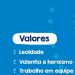 Valores
Lealdade
Valentia e heroísmo
Trabalho em equipe